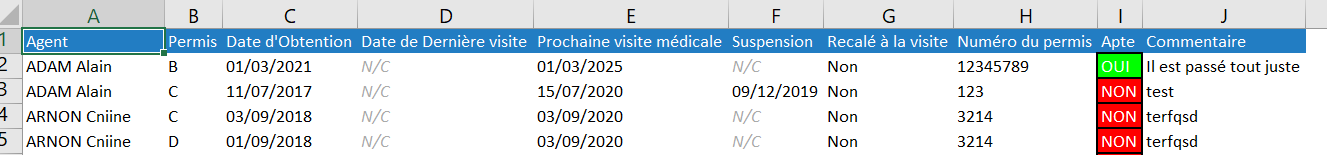 A B C D E F G H I J
1 Agent Permis Date d'Obtention Date de Dernière visite Prochaine visite médicale Suspension Recalé à la visite Numéro du permis Apte Commentaire
2 ADAM Alain B 01/03/2021 N/C 01/03/2025 N/C Non 12345789 OUI Il est passé tout juste
3 ADAM Alain C 11/07/2017 N/C 15/07/2020 09/12/2019 Non 123 NON test
4 ARNON Cniine C 03/09/2018 N/C 03/09/2020 N/C Non 3214 NON terfqsd
5 ARNON Cniine D 01/09/2018 N/C 03/09/2020 N/C Non 3214 NON terfqsd